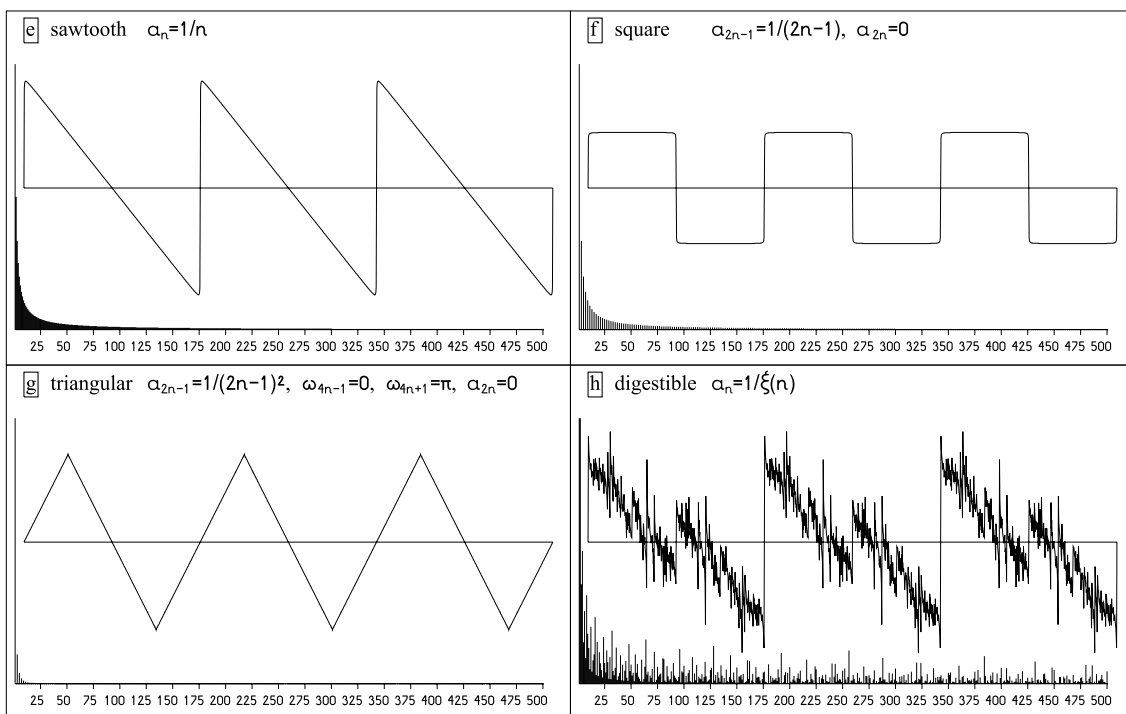 e sawtooth αₙ=1/n
25 50 75 100 125 150 175 200 225 250 275 300 325 350 375 400 425 450 475 500
f square α₂ₙ₋₁=1/(2n-1), α₂ₙ=0
25 50 75 100 125 150 175 200 225 250 275 300 325 350 375 400 425 450 475 500
g triangular α₂ₙ₋₁=1/(2n-1)², ω₄ₙ₋₁=0, ω₄ₙ₊₁=π, α₂ₙ=0
25 50 75 100 125 150 175 200 225 250 275 300 325 350 375 400 425 450 475 500
h digestible αₙ=1/ξ(n)
25 50 75 100 125 150 175 200 225 250 275 300 325 350 375 400 425 450 475 500